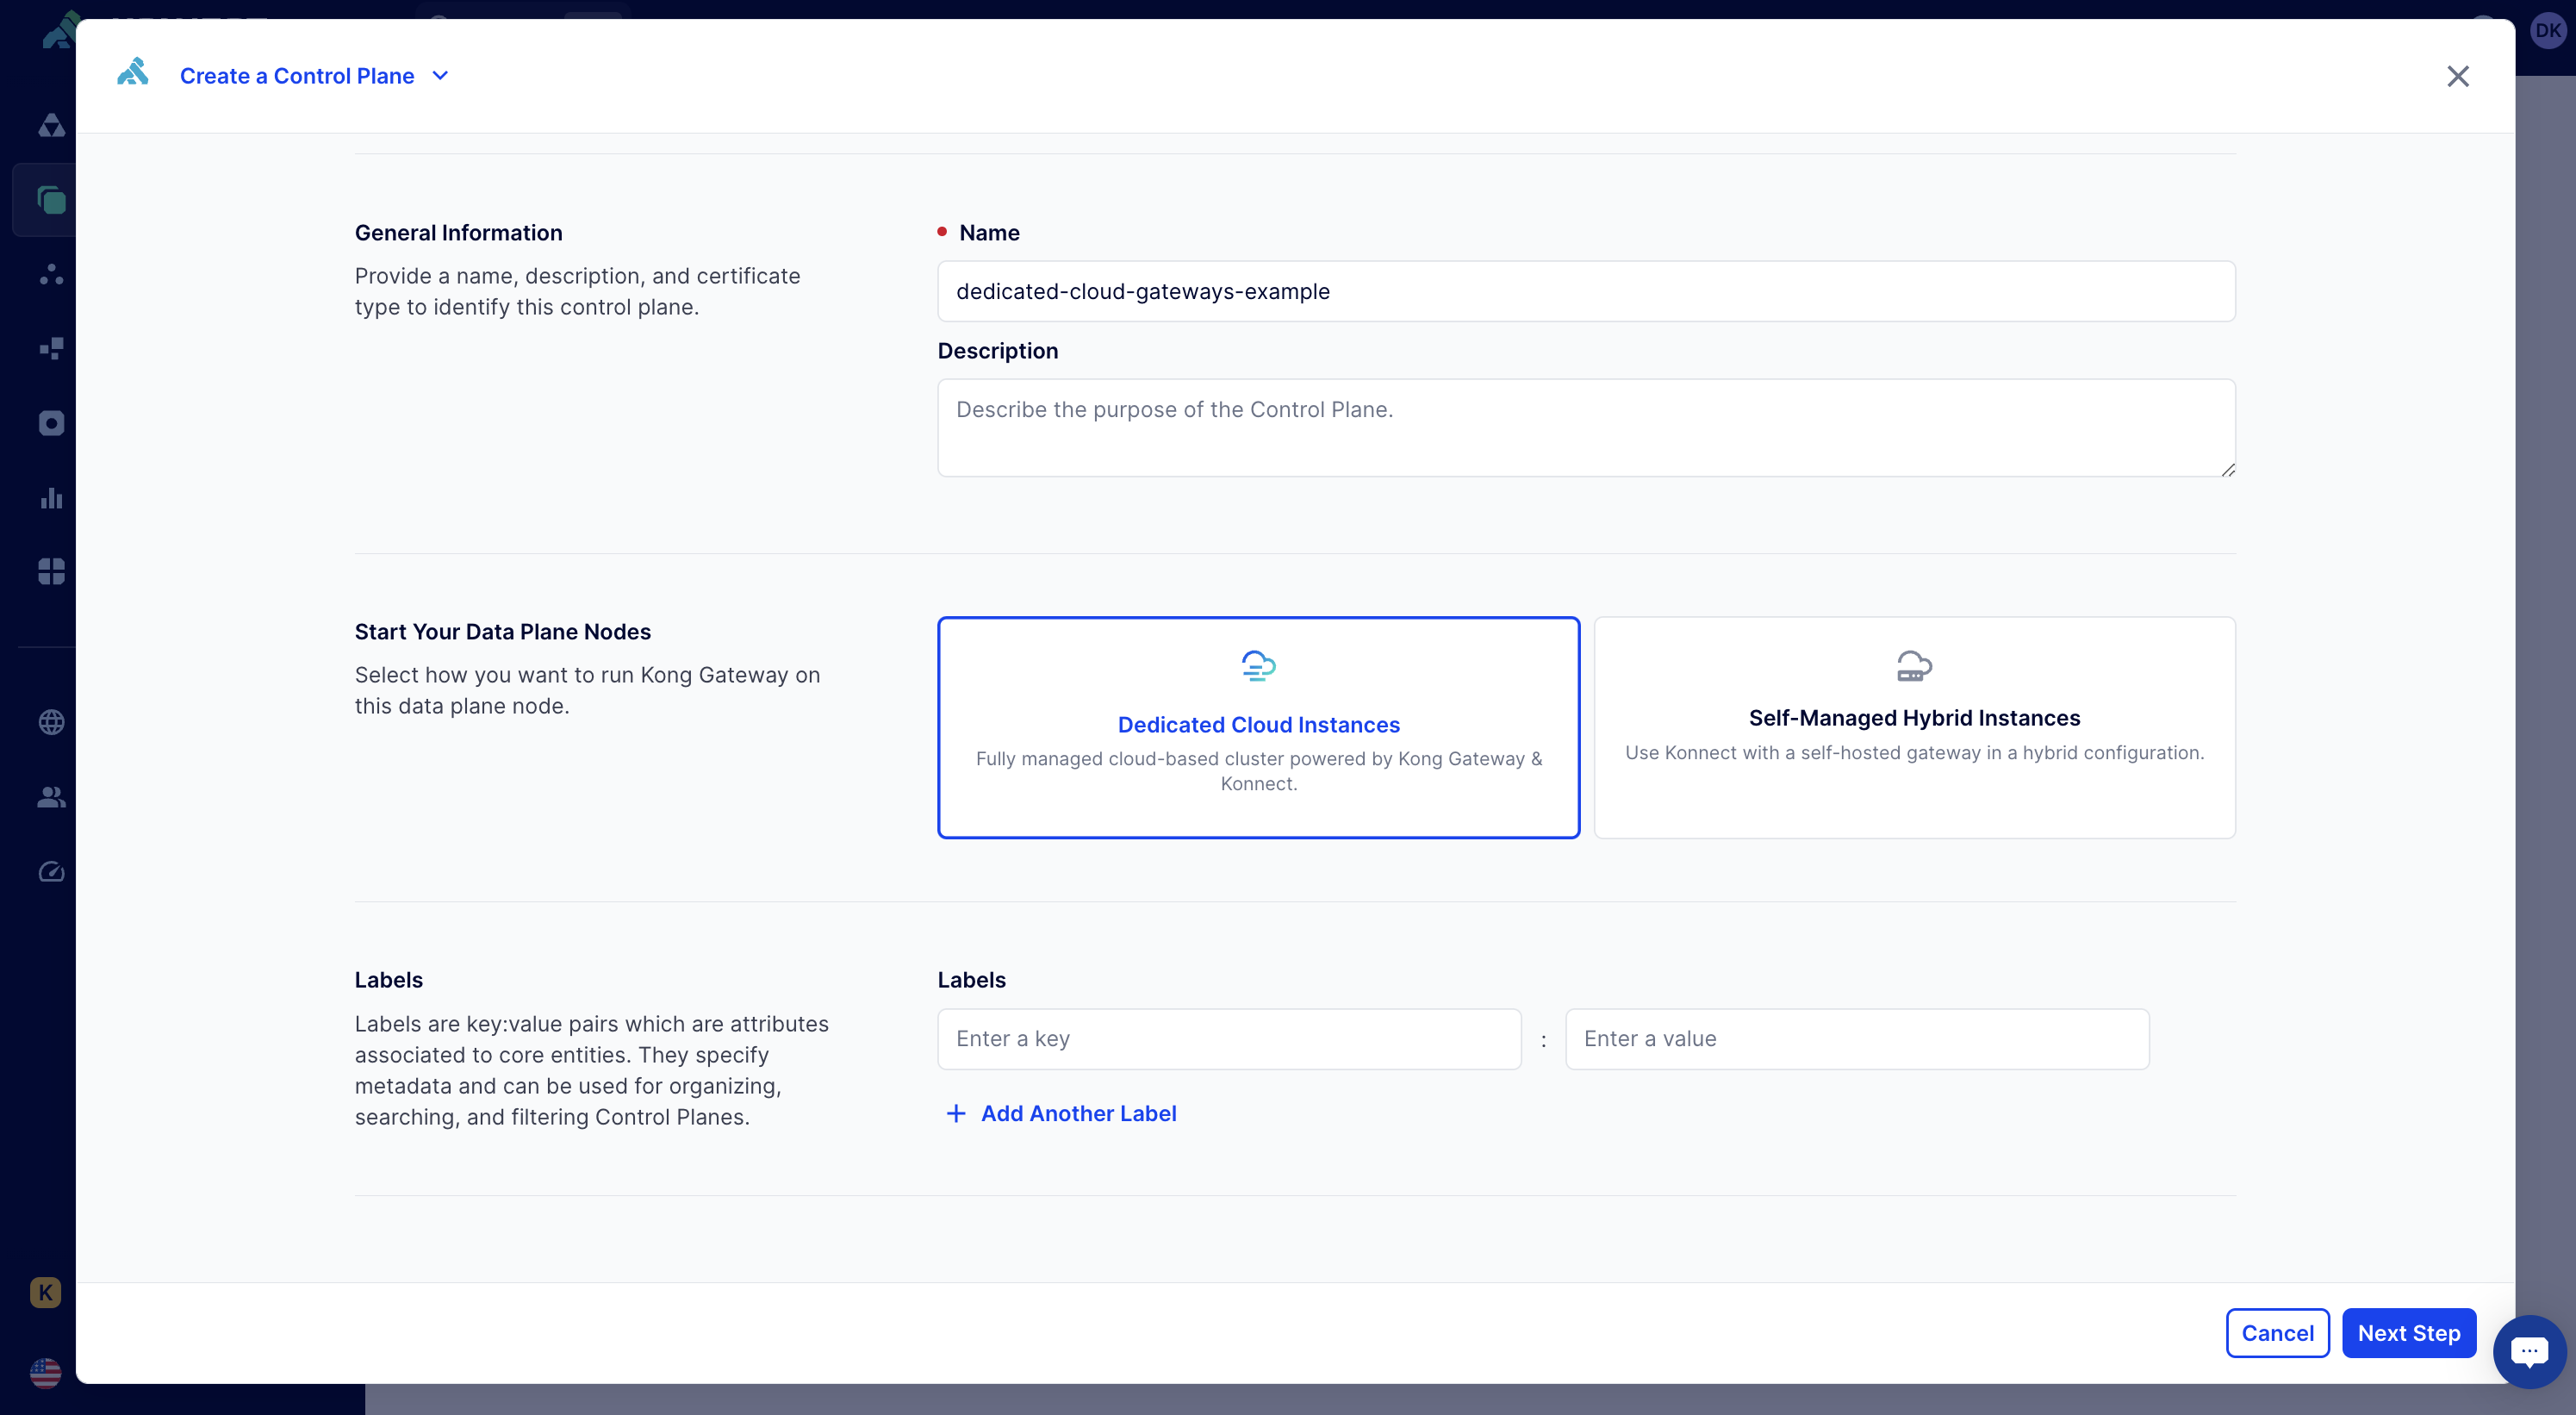 DK
Create a Control Plane
General Information
Provide a name, description, and certificate
type to identify this control plane.
Name
dedicated-cloud-gateways-example
Description
Describe the purpose of the Control Plane.
Start Your Data Plane Nodes
Select how you want to run Kong Gateway on
this data plane node.
Dedicated Cloud Instances
Fully managed cloud-based cluster powered by Kong Gateway &
Konnect.
Self-Managed Hybrid Instances
Use Konnect with a self-hosted gateway in a hybrid configuration.
Labels
Labels are key:value pairs which are attributes
associated to core entities. They specify
metadata and can be used for organizing,
searching, and filtering Control Planes.
Labels
Enter a key : Enter a value
+ Add Another Label
K
Cancel Next Step